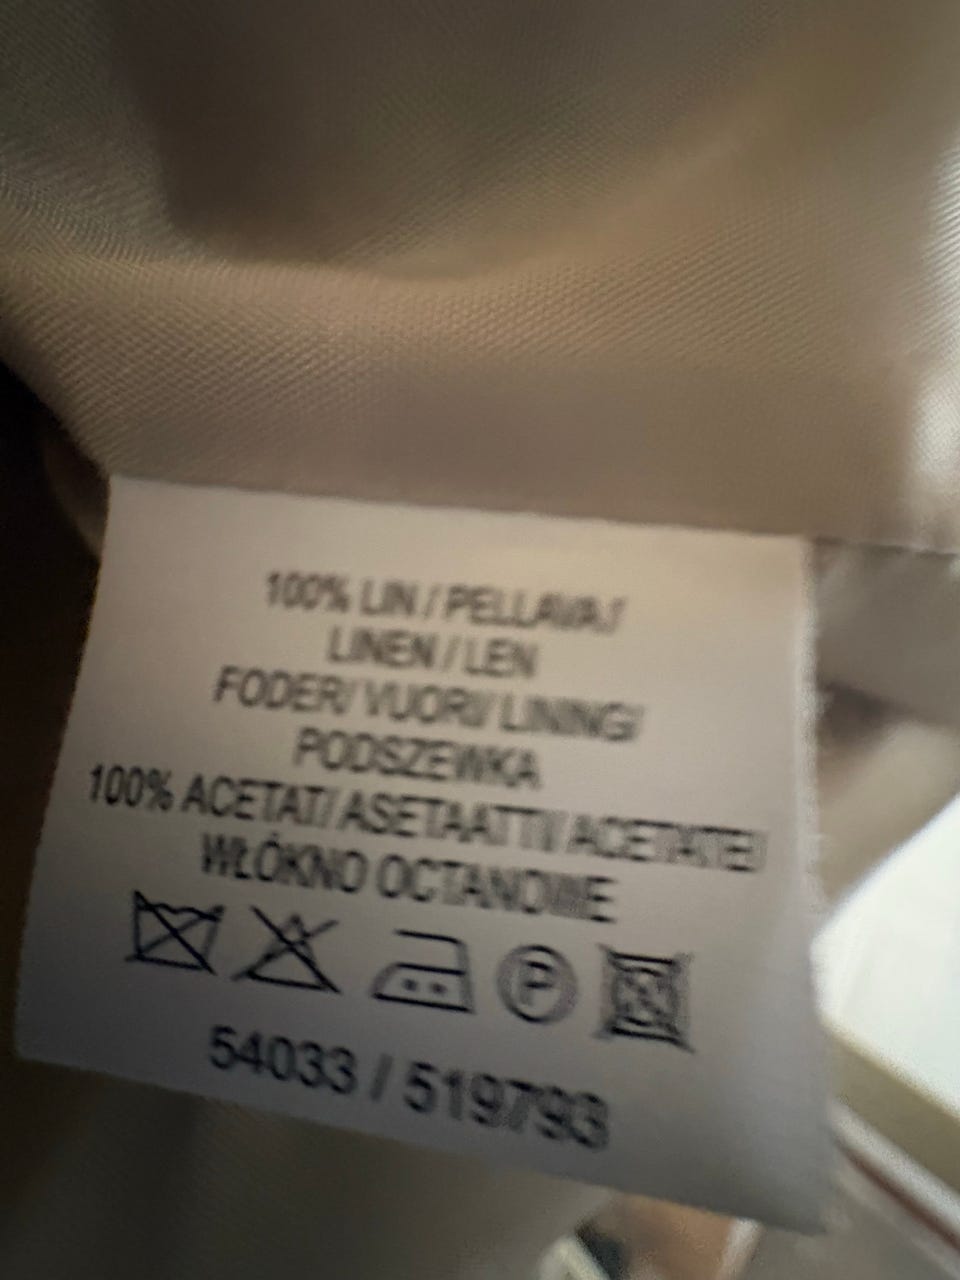 100% LIN / PELLAVA /
LINEN / LEN
FODER/ VUORI/ LINING/
PODSZEWKA
100% ACETAT/ ASETAATTI/ ACETATE/
WŁÓKNO OCTANOWE
P
54033 / 519793